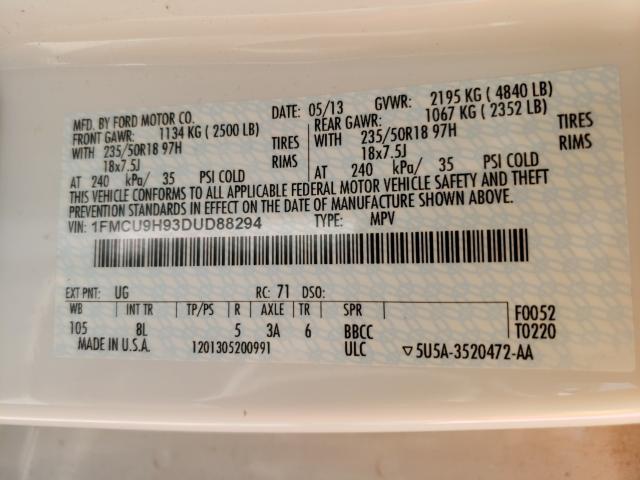 MFD. BY FORD MOTOR CO. DATE: 05/13 GVWR: 2195 KG ( 4840 LB)
FRONT GAWR: 1134 KG ( 2500 LB) REAR GAWR: 1067 KG ( 2352 LB)
WITH 235/50R18 97H TIRES WITH 235/50R18 97H TIRES
18x7.5J RIMS 18x7.5J RIMS
AT 240 kPa/ 35 PSI COLD AT 240 kPa/ 35 PSI COLD
THIS VEHICLE CONFORMS TO ALL APPLICABLE FEDERAL MOTOR VEHICLE SAFETY AND THEFT
PREVENTION STANDARDS IN EFFECT ON THE DATE OF MANUFACTURE SHOWN ABOVE.
VIN: 1FMCU9H93DUD88294 TYPE: MPV
EXT PNT: UG RC: 71 DSO:
WB INT TR TP/PS R AXLE TR SPR F0052
105 8L 5 3A 6 BBCC T0220
MADE IN U.S.A. 1201305200991 ULC ▽5U5A-3520472-AA